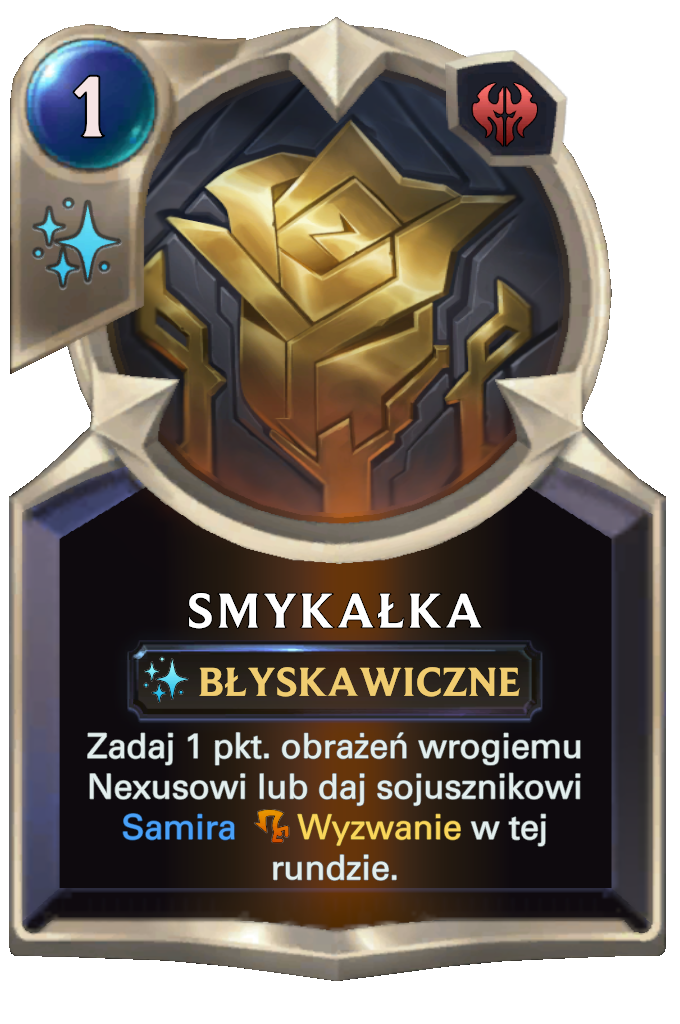 1
SMYKAŁKA
BŁYSKAWICZNE
Zadaj 1 pkt. obrażeń wrogiemu
Nexusowi lub daj sojusznikowi
Samira Wyzwanie w tej
rundzie.